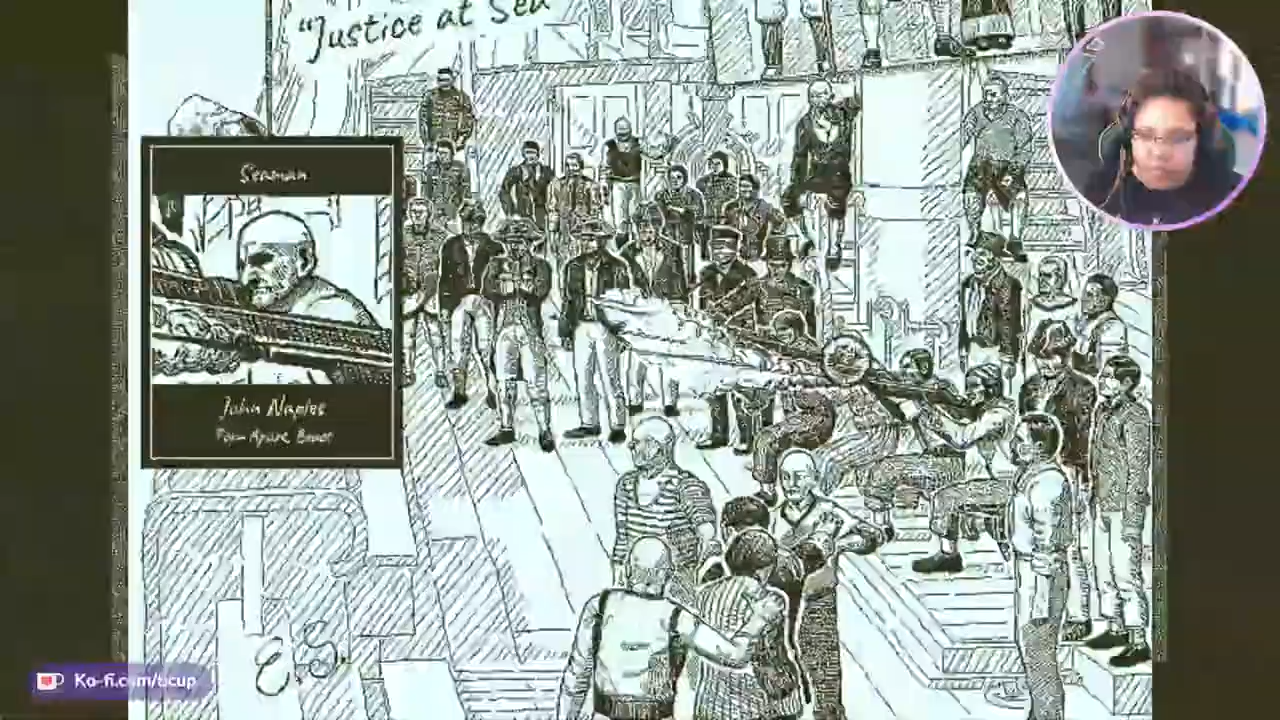 "Justice at Sea"
Seaman
John Naples
E.S.
Ko-fi.com/tcup